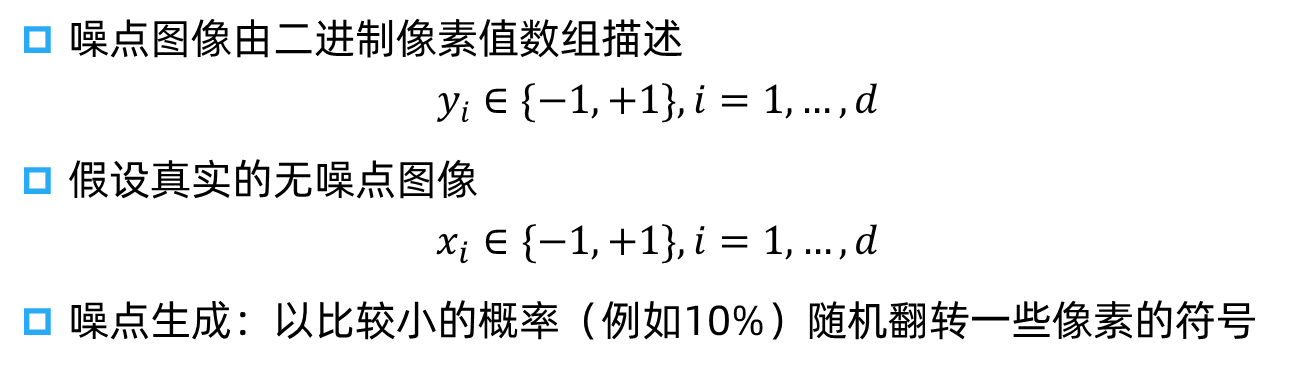 噪点图像由二进制像素值数组描述
yᵢ ∈ {−1, +1}, i = 1, … , d
假设真实的无噪点图像
xᵢ ∈ {−1, +1}, i = 1, … , d
噪点生成：以比较小的概率（例如10%）随机翻转一些像素的符号